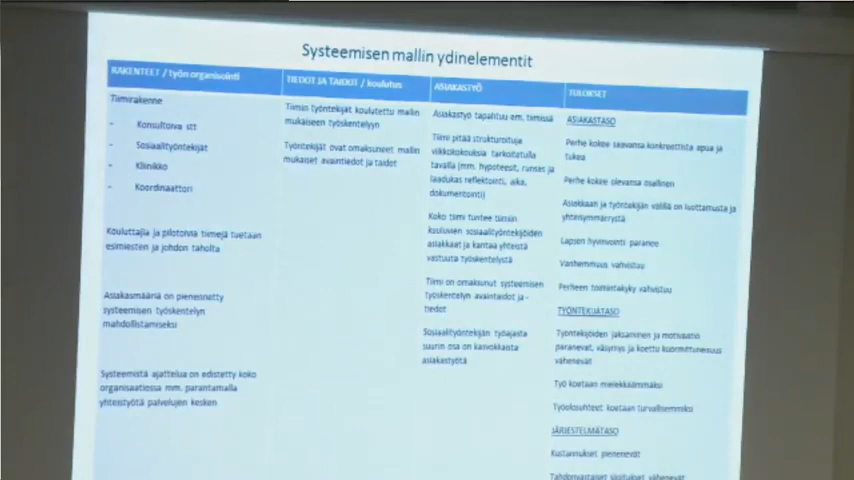 Systeemisen mallin ydinelementit
RAKENTEET / työn organisointi
Tiimirakenne
- Konsultoiva stt
- Sosiaalityöntekijät
- Kliinikko
- Koordinaattori
Kouluttajia ja pilotoivia tiimejä tuetaan
esimiesten ja johdon taholta
Asiakasmääriä on pienennetty
systeemisen työskentelyn
mahdollistamiseksi
Systeemistä ajattelua on edistetty koko
organisaatiossa mm. parantamalla
yhteistyötä palvelujen kesken
TIEDOT JA TAIDOT / koulutus
Tiimin työntekijät koulutettu mallin
mukaiseen työskentelyyn
Työntekijät ovat omaksuneet mallin
mukaiset avaintiedot ja taidot
ASIAKASTYÖ
Asiakastyö tapahtuu em. tiimissä
Tiimi pitää strukturoituja
viikkokokouksia tarkoitetulla
tavalla (mm. hypoteesit, runsas ja
laadukas reflektointi, aika,
dokumentointi)
Koko tiimi tuntee tiimiin
kuuluvien sosiaalityöntekijöiden
asiakkaat ja kantaa yhteistä
vastuuta työskentelystä
Tiimi on omaksunut systeemisen
työskentelyn avaintaidot ja -
tiedot
Sosiaalityöntekijän työajasta
suurin osa on kasvokkaista
asiakastyötä
TULOKSET
ASIAKASTASO
Perhe kokee saavansa konkreettista apua ja
tukea
Perhe kokee olevansa osallinen
Asiakkaan ja työntekijän välillä on luottamusta ja
yhteisymmärrystä
Lapsen hyvinvointi paranee
Vanhemmuus vahvistuu
Perheen toimintakyky vahvistuu
TYÖNTEKIJÄTASO
Työntekijöiden jaksaminen ja motivaatio
paranevat, väsymys ja koettu kuormittuneisuus
vähenevät
Työ koetaan mielekkäämmäksi
Työolosuhteet koetaan turvallisemmiksi
JÄRJESTELMÄTASO
Kustannukset pienenevät
Tahdonvastaiset sijoitukset vähenevät